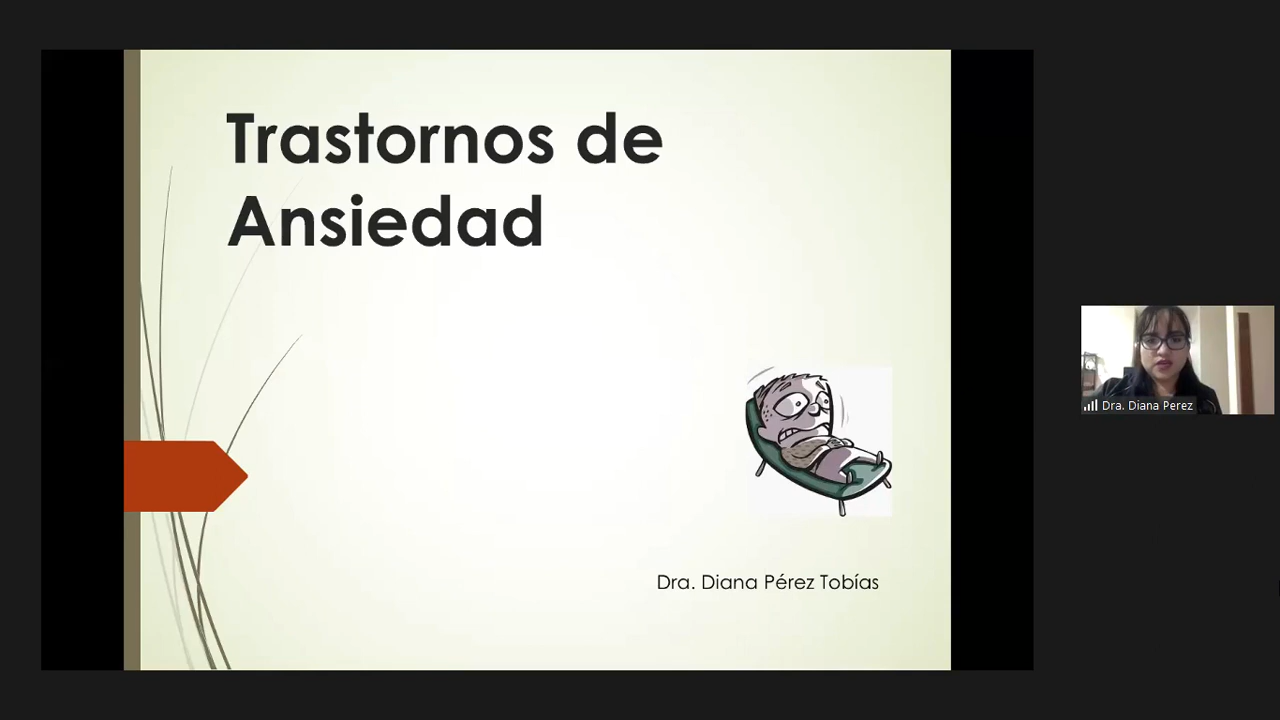 Trastornos de
Ansiedad
Dra. Diana Pérez Tobías
Dra. Diana Perez